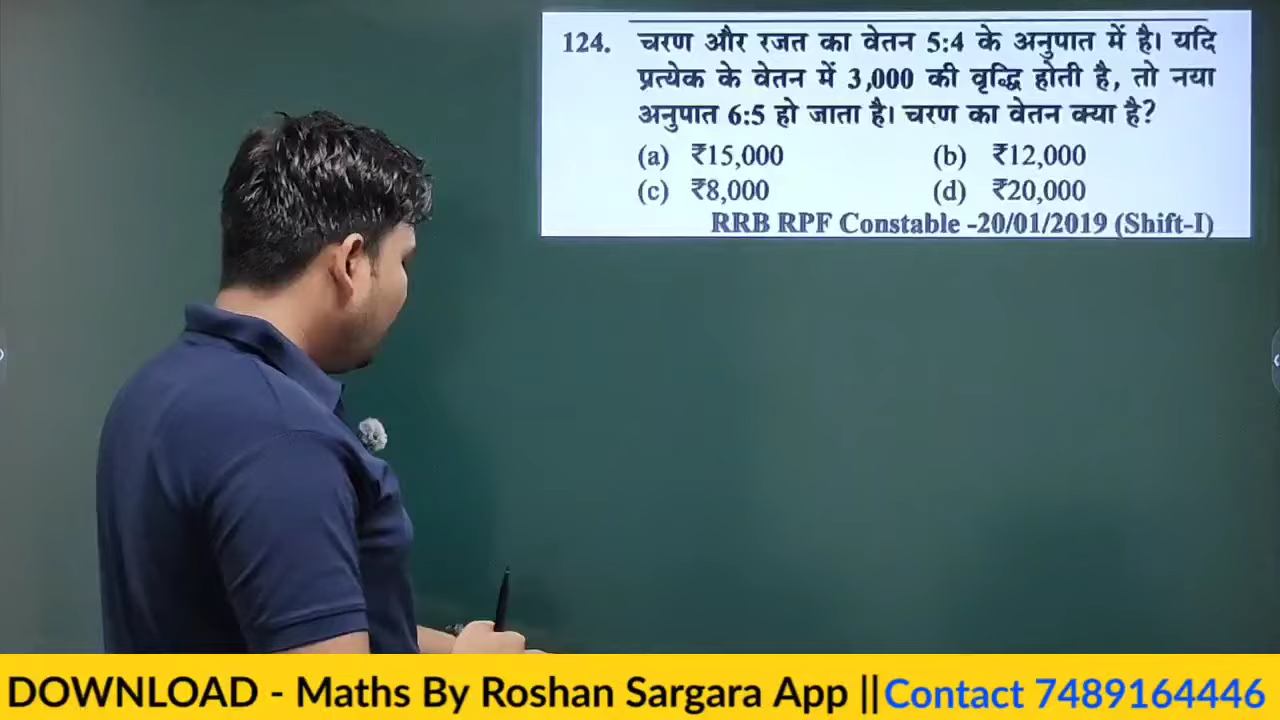 124. चरण और रजत का वेतन 5:4 के अनुपात में है। यदि
प्रत्येक के वेतन में 3,000 की वृद्धि होती है, तो नया
अनुपात 6:5 हो जाता है। चरण का वेतन क्या है?
(a) ₹15,000 (b) ₹12,000
(c) ₹8,000 (d) ₹20,000
RRB RPF Constable -20/01/2019 (Shift-I)
DOWNLOAD - Maths By Roshan Sargara App || Contact 7489164446